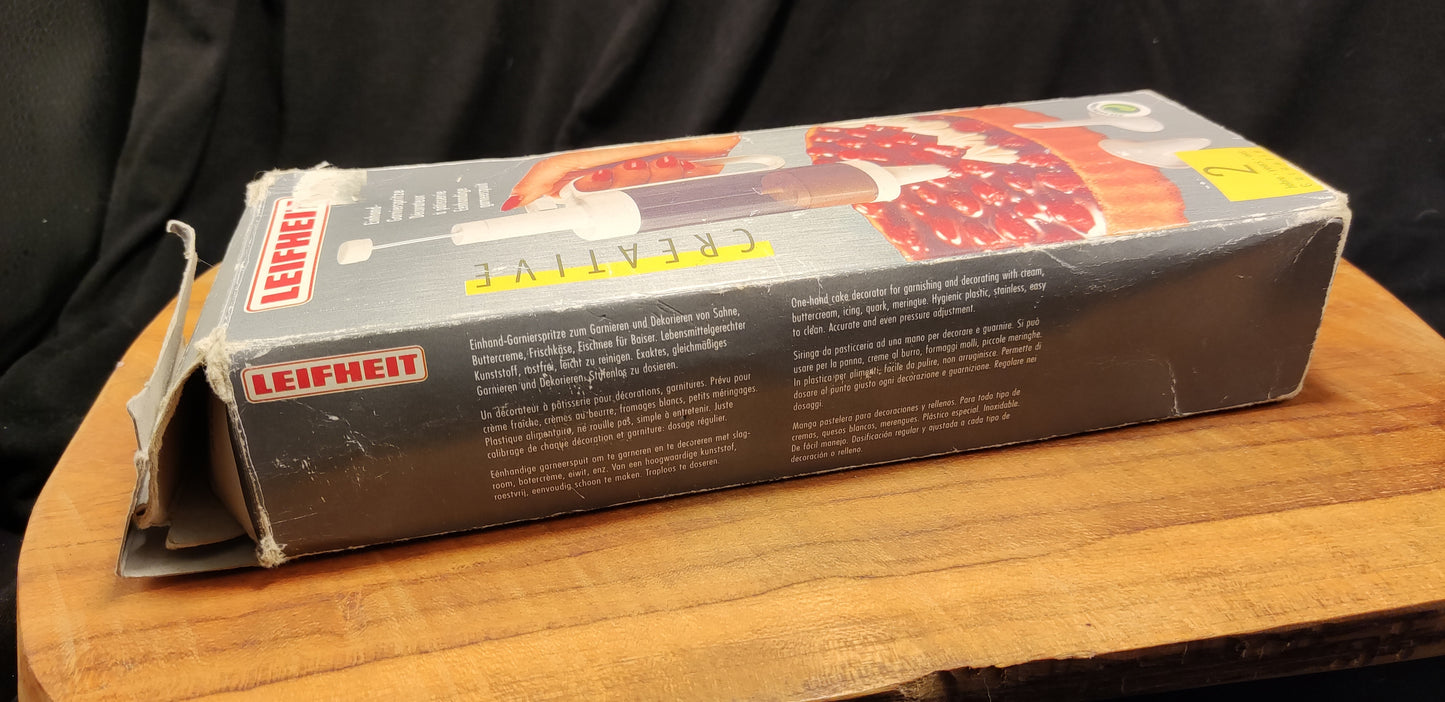 LEIFHEIT
Einhand-
Garnierspritze
Décorateur
à pâtisserie
Eénhandige
garneerspuit
CREATIVE
2
LEIFHEIT
Einhand-Garnierspritze zum Garnieren und Dekorieren von Sahne,
Buttercreme, Frischkäse, Eischnee für Baiser. Lebensmittelgerechter
Kunststoff, rostfrei, leicht zu reinigen. Exaktes, gleichmäßiges
Garnieren und Dekorieren. Stufenlos zu dosieren.
Un décorateur à pâtisserie pour décorations, garnitures. Prévu pour
crème fraîche, crèmes au beurre, fromages blancs, petits méringages.
Plastique alimentaire, né rouille pas, simple à entretenir. Juste
calibrage de chaque décoration et garniture: dosage régulier.
Eénhandige garneerspuit om te garneren en te decoreren met slag-
room, botercrème, eiwit, enz. Van een hoogwaardige kunststof,
roestvrij, eenvoudig schoon te maken. Traploos te doseren.
One-hand cake decorator for garnishing and decorating with cream,
buttercream, icing, quark, meringue. Hygienic plastic, stainless, easy
to clean. Accurate and even pressure adjustment.
Siringa da pasticceria ad una mano per decorare e guarnire. Si può
usare per la panna, creme al burro, formaggi molli, piccole meringhe.
In plastica per alimenti, facile da pulire, non arruginisce. Permette di
dosare al punto giusto ogni decorazione e guarnizione. Regolare nei
dosaggi.
Manga pastelera para decoraciones y rellenos. Para todo tipo de
cremas, quesos blancos, merengues. Plástico especial. Inoxidable.
De fácil manejo. Dosificación regular y ajustada a cada tipo de
decoración o relleno.